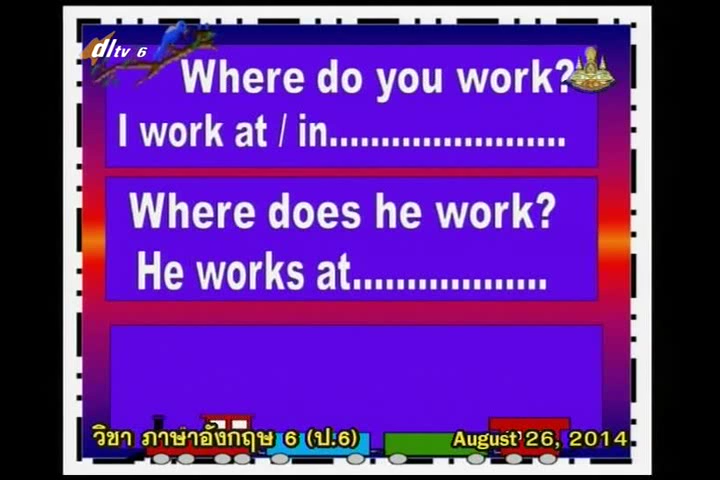 dltv 6
Where do you work?
I work at / in.......................
Where does he work?
He works at..................
วิชา ภาษาอังกฤษ 6 (ป.6)
August 26, 2014